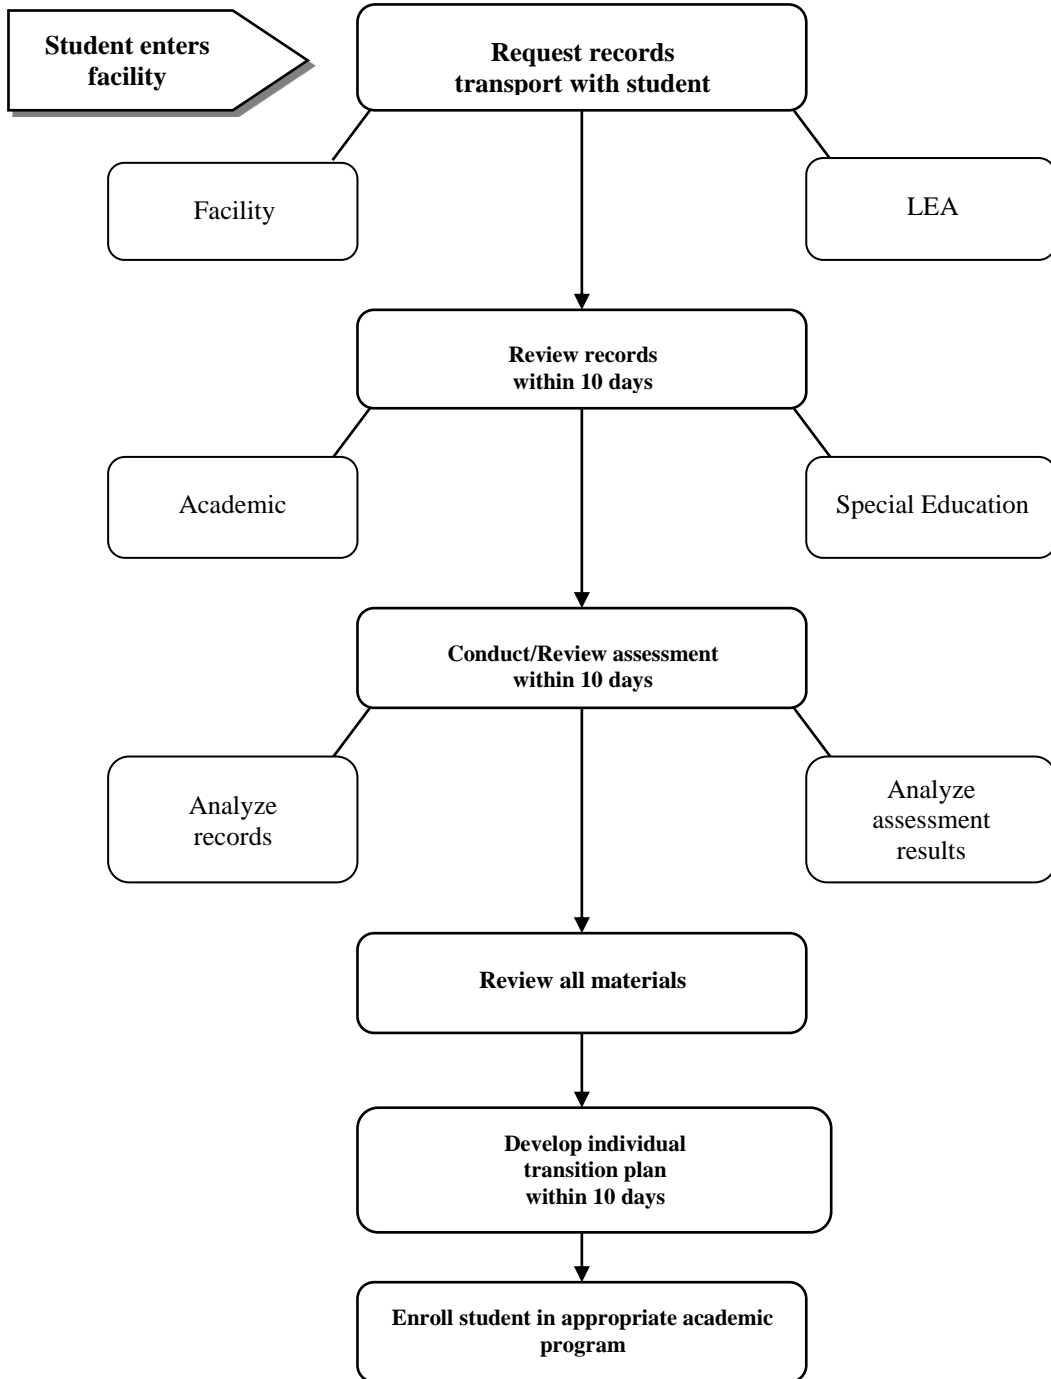 Student enters
facility
Request records
transport with student
Facility
LEA
Review records
within 10 days
Academic
Special Education
Conduct/Review assessment
within 10 days
Analyze
records
Analyze
assessment
results
Review all materials
Develop individual
transition plan
within 10 days
Enroll student in appropriate academic
program